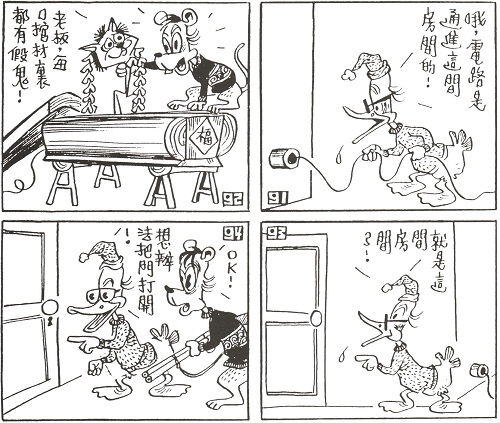 哦，電路是
通進這間
房間的！
91
老板，每
口棺材裏
都有假鬼！
福
92
就是這
間房間
了！
93
OK！
想辦
法把門打開
！
94